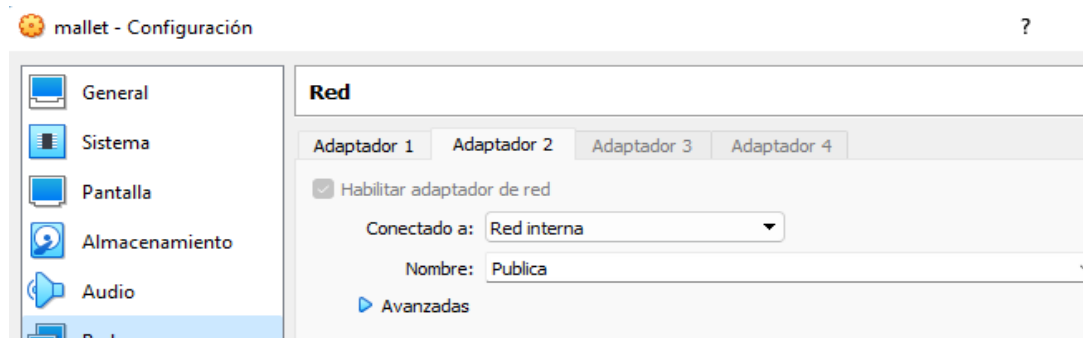 mallet - Configuración ?
General
Sistema
Pantalla
Almacenamiento
Audio
Red
Adaptador 1 Adaptador 2 Adaptador 3 Adaptador 4
Habilitar adaptador de red
Conectado a: Red interna
Nombre: Publica
Avanzadas